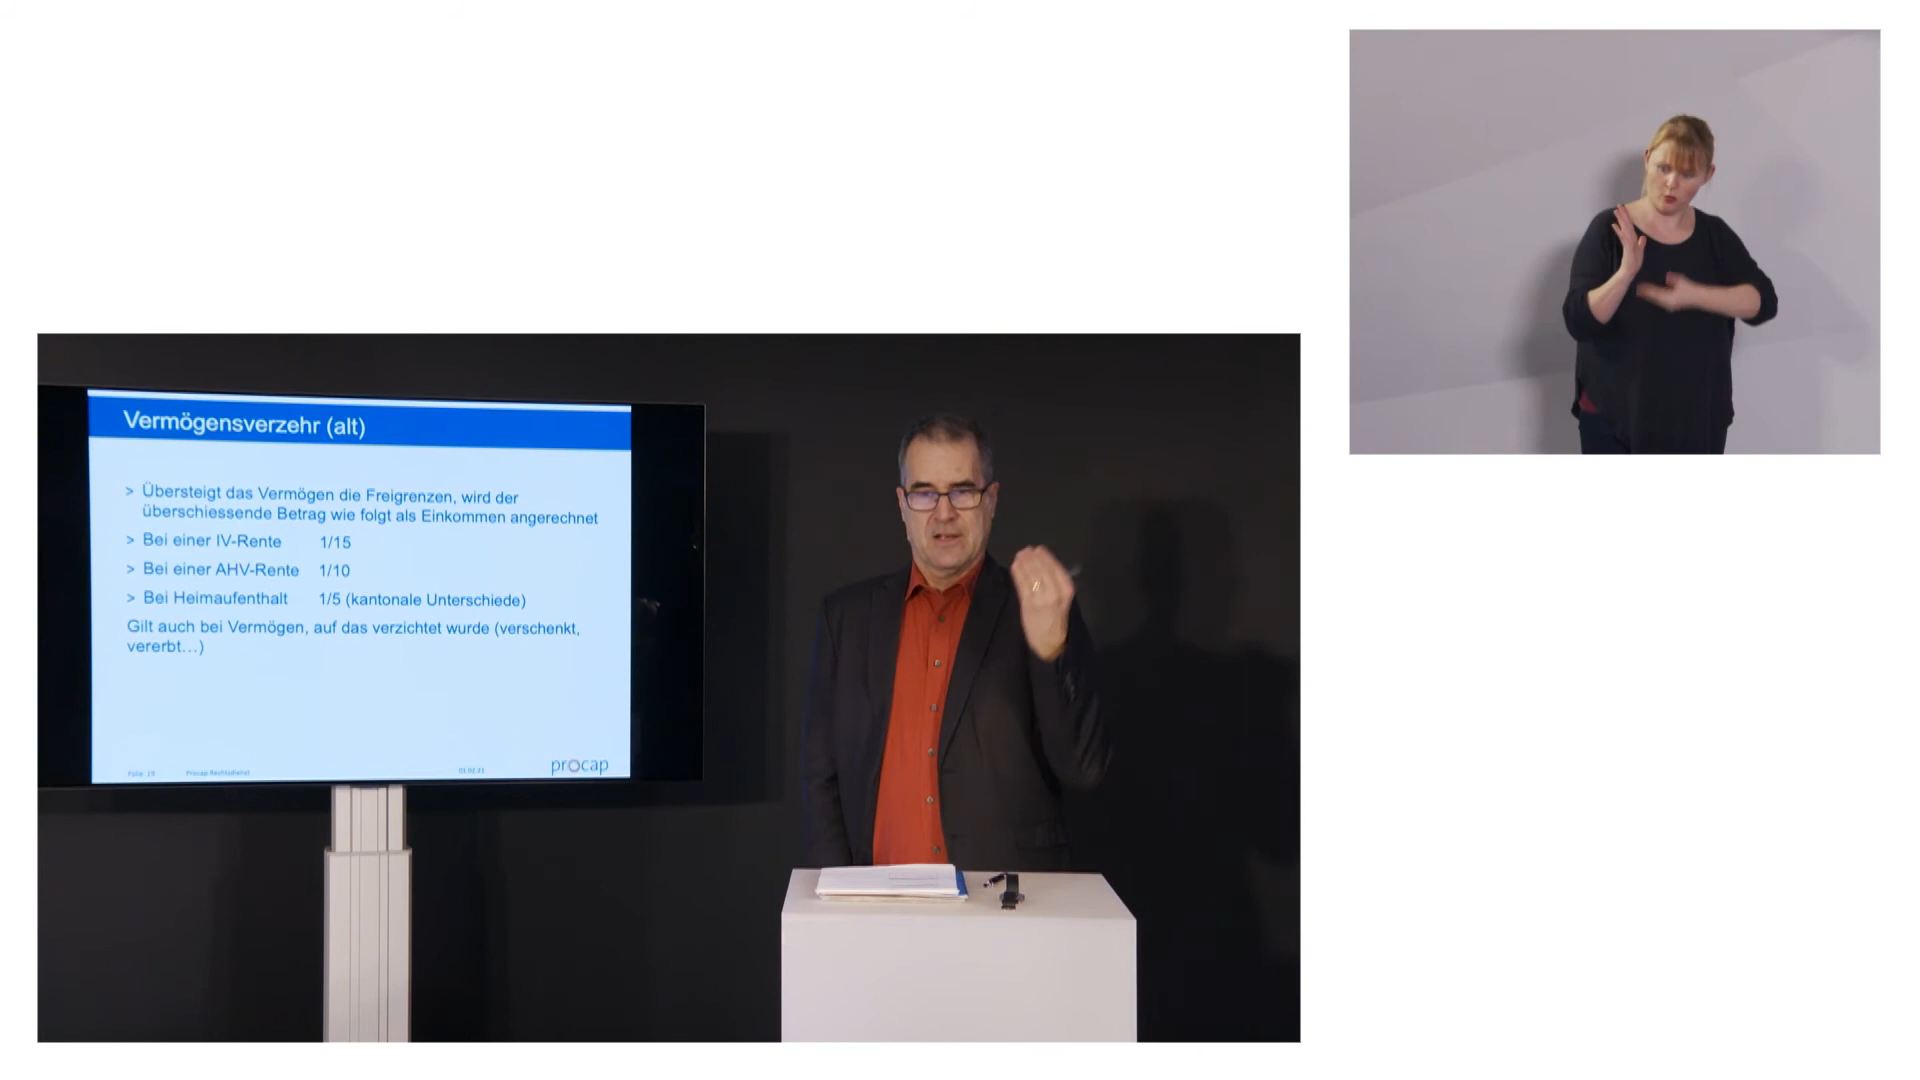 Vermögensverzehr (alt)
> Übersteigt das Vermögen die Freigrenzen, wird der
überschiessende Betrag wie folgt als Einkommen angerechnet
> Bei einer IV-Rente 1/15
> Bei einer AHV-Rente 1/10
> Bei Heimaufenthalt 1/5 (kantonale Unterschiede)
Gilt auch bei Vermögen, auf das verzichtet wurde (verschenkt,
vererbt…)
Procap Rechtsdienst
procap